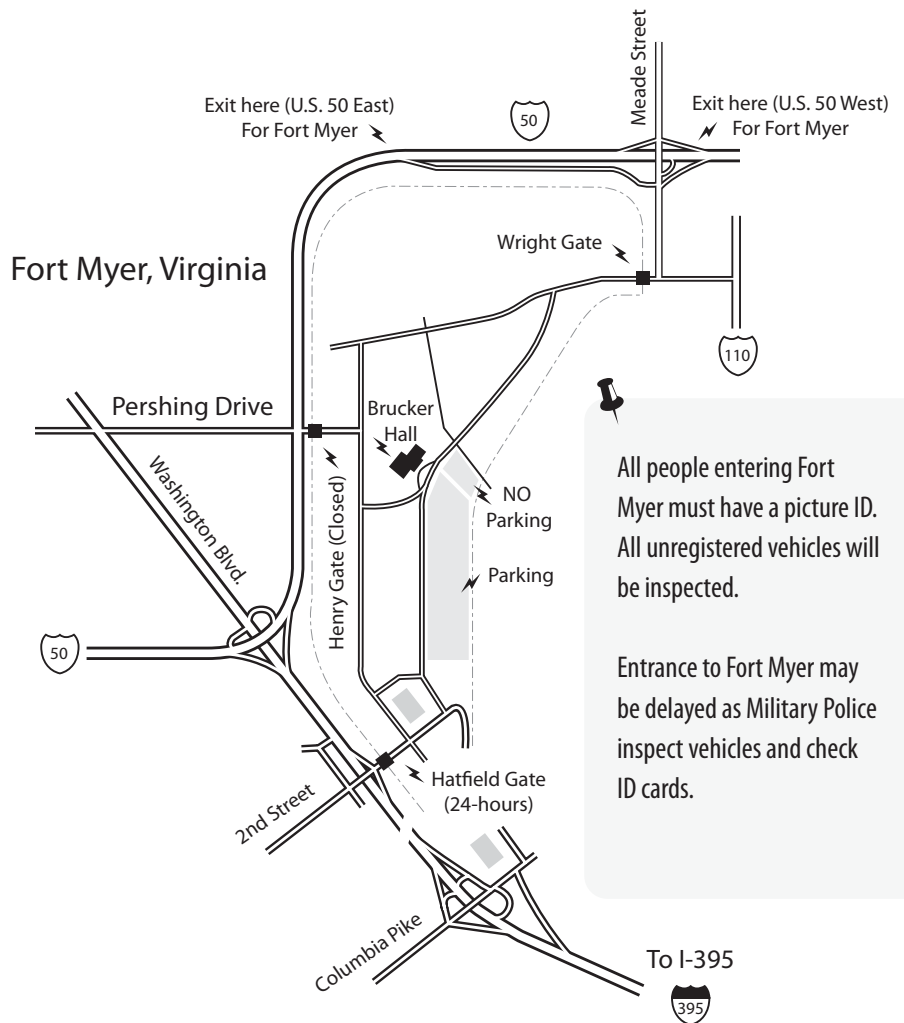 Meade Street
Exit here (U.S. 50 East)
For Fort Myer
50
Exit here (U.S. 50 West)
For Fort Myer
Wright Gate
Fort Myer, Virginia
110
Pershing Drive
Brucker
Hall
Washington Blvd.
Henry Gate (Closed)
NO
Parking
Parking
50
All people entering Fort
Myer must have a picture ID.
All unregistered vehicles will
be inspected.
Entrance to Fort Myer may
be delayed as Military Police
inspect vehicles and check
ID cards.
Hatfield Gate
(24-hours)
2nd Street
Columbia Pike
To I-395
395